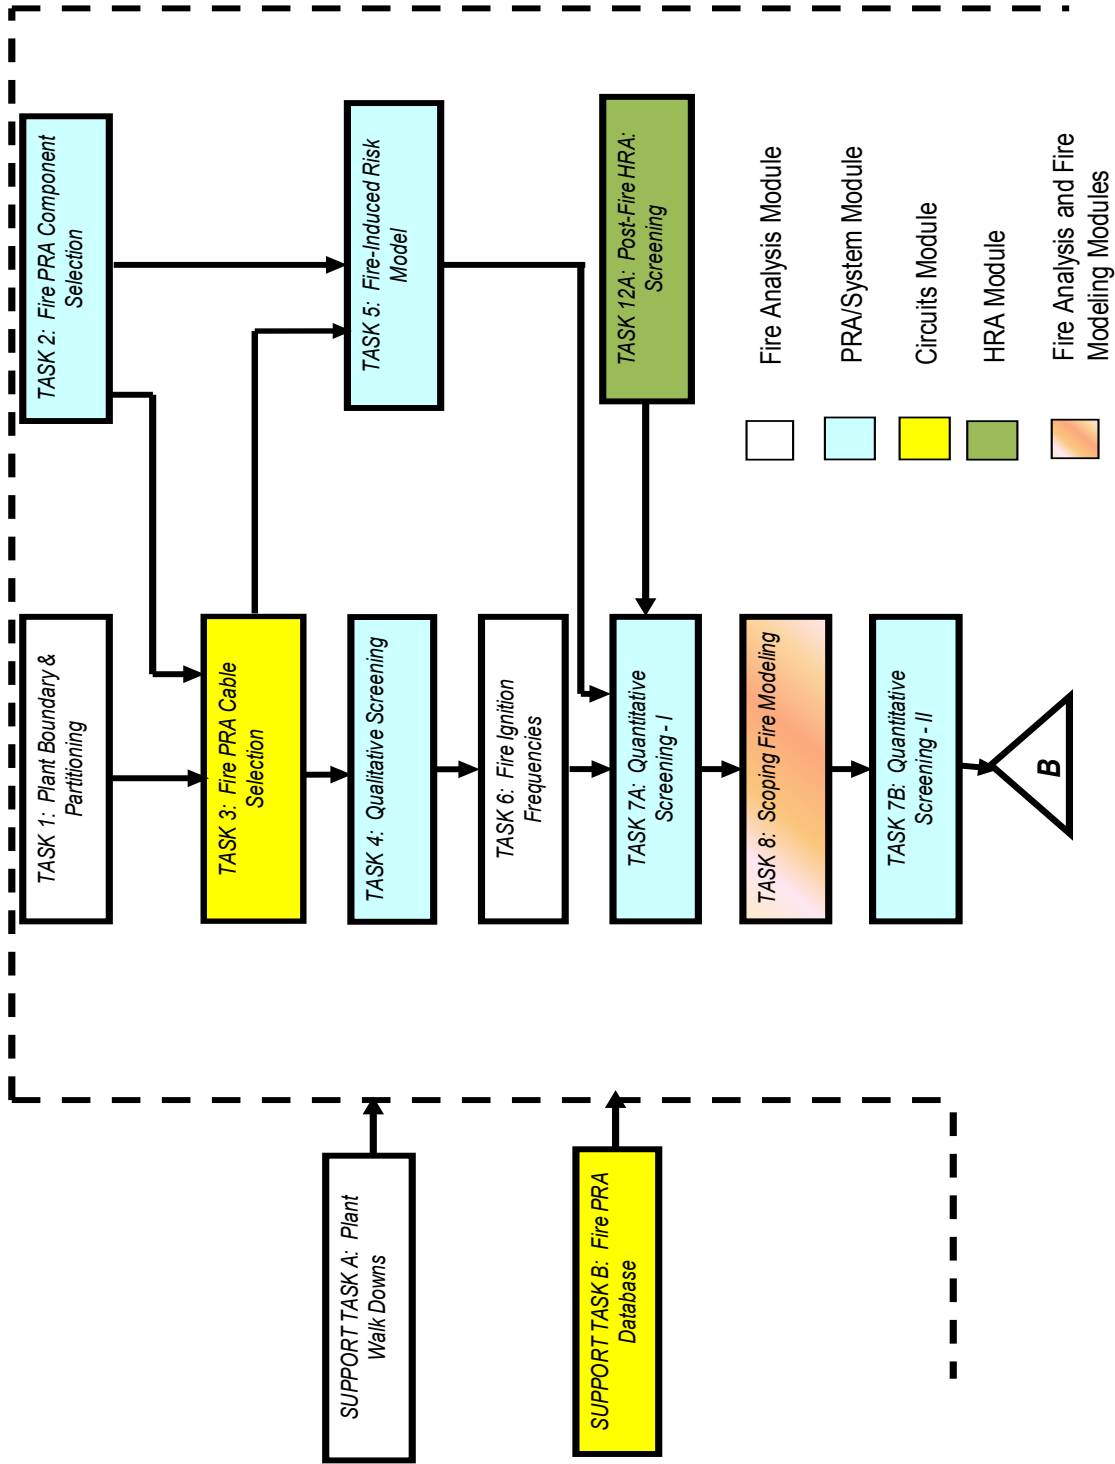 TASK 1: Plant Boundary &
Partitioning
TASK 2: Fire PRA Component
Selection
TASK 3: Fire PRA Cable
Selection
TASK 4: Qualitative Screening
TASK 5: Fire-Induced Risk
Model
TASK 6: Fire Ignition
Frequencies
TASK 7A: Quantitative
Screening - I
TASK 12A: Post-Fire HRA:
Screening
TASK 8: Scoping Fire Modeling
TASK 7B: Quantitative
Screening - II
B
SUPPORT TASK A: Plant
Walk Downs
SUPPORT TASK B: Fire PRA
Database
Fire Analysis Module
PRA/System Module
Circuits Module
HRA Module
Fire Analysis and Fire
Modeling Modules